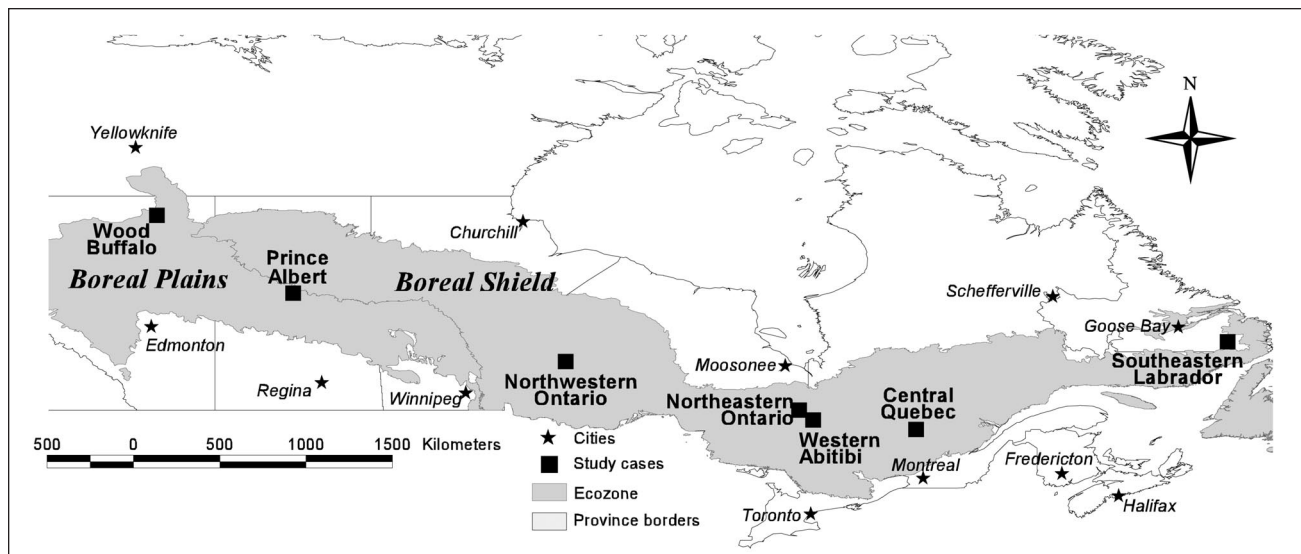 N
Yellowknife
Wood
Buffalo
Churchill
Prince
Albert
Boreal Plains
Boreal Shield
Schefferville
Goose Bay
Edmonton
Southeastern
Labrador
Moosonee
Regina
Winnipeg
Northwestern
Ontario
Northeastern
Ontario
Central
Quebec
Western
Abitibi
Montreal
Fredericton
Toronto
Halifax
500 0 500 1000 1500 Kilometers
Cities
Study cases
Ecozone
Province borders